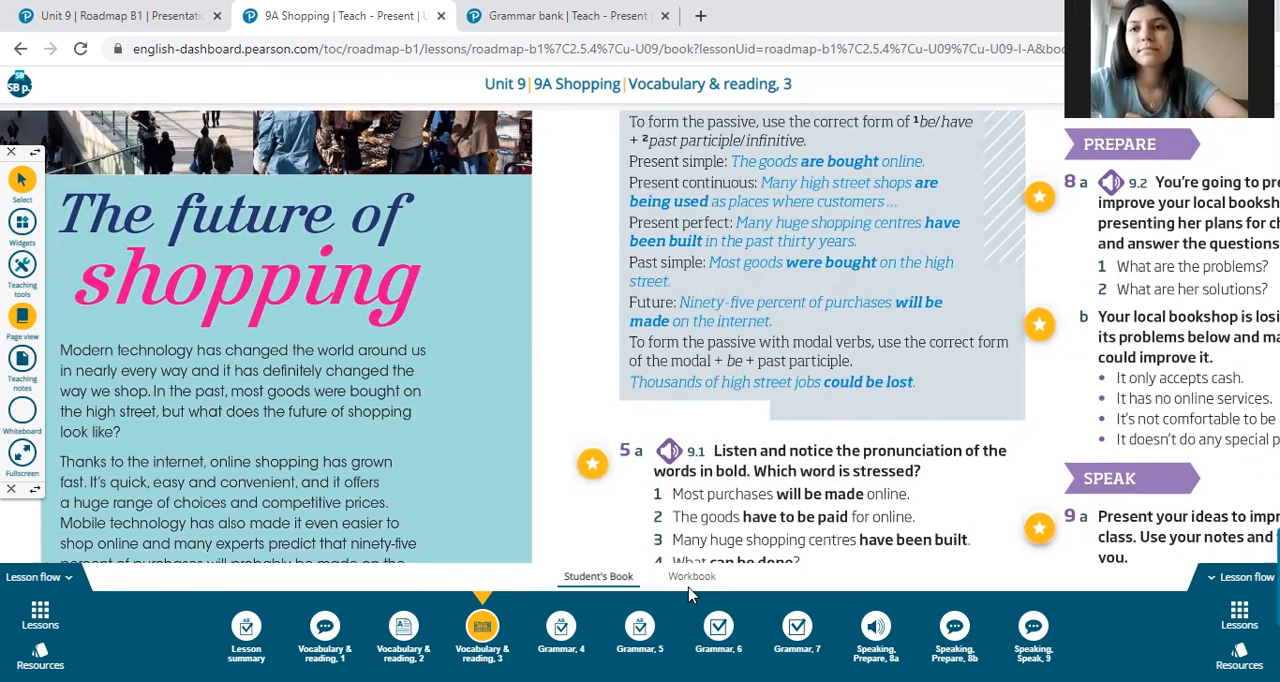 Unit 9 | Roadmap B1 | Presentati
9A Shopping | Teach - Present | U
Grammar bank | Teach - Present
english-dashboard.pearson.com/toc/roadmap-b1/lessons/roadmap-b1%7C2.5.4%7Cu-U09/book?lessonUid=roadmap-b1%7C2.5.4%7Cu-U09%7Cu-U09-l-A&boo
SB
SB p.
Unit 9|9A Shopping|Vocabulary & reading, 3
Select
Widgets
Teaching
tools
Page view
Teaching
notes
Whiteboard
Fullscreen
The future of
shopping
Modern technology has changed the world around us
in nearly every way and it has definitely changed the
way we shop. In the past, most goods were bought on
the high street, but what does the future of shopping
look like?
Thanks to the internet, online shopping has grown
fast. It's quick, easy and convenient, and it offers
a huge range of choices and competitive prices.
Mobile technology has also made it even easier to
shop online and many experts predict that ninety-five
percent of purchases will probably be made on the
To form the passive, use the correct form of 1be/have
+ 2past participle/infinitive.
Present simple: The goods are bought online.
Present continuous: Many high street shops are
being used as places where customers ...
Present perfect: Many huge shopping centres have
been built in the past thirty years.
Past simple: Most goods were bought on the high
street.
Future: Ninety-five percent of purchases will be
made on the internet.
To form the passive with modal verbs, use the correct form
of the modal + be + past participle.
Thousands of high street jobs could be lost.
5 a 9.1 Listen and notice the pronunciation of the
words in bold. Which word is stressed?
1 Most purchases will be made online.
2 The goods have to be paid for online.
3 Many huge shopping centres have been built.
4 What can be done?
PREPARE
8 a 9.2 You're going to pre
improve your local booksh
presenting her plans for ch
and answer the questions
1 What are the problems?
2 What are her solutions?
b Your local bookshop is losi
its problems below and ma
could improve it.
• It only accepts cash.
• It has no online services.
• It's not comfortable to be
• It doesn't do any special p
SPEAK
9 a Present your ideas to impr
class. Use your notes and
you.
Student's Book
Workbook
Lesson flow
Lessons
Resources
Lesson
summary
Vocabulary &
reading, 1
Vocabulary &
reading, 2
Vocabulary &
reading, 3
Grammar, 4
Grammar, 5
Grammar, 6
Grammar, 7
Speaking,
Prepare, 8a
Speaking,
Prepare, 8b
Speaking,
Speak, 9
Lesson flow
Lessons
Resources